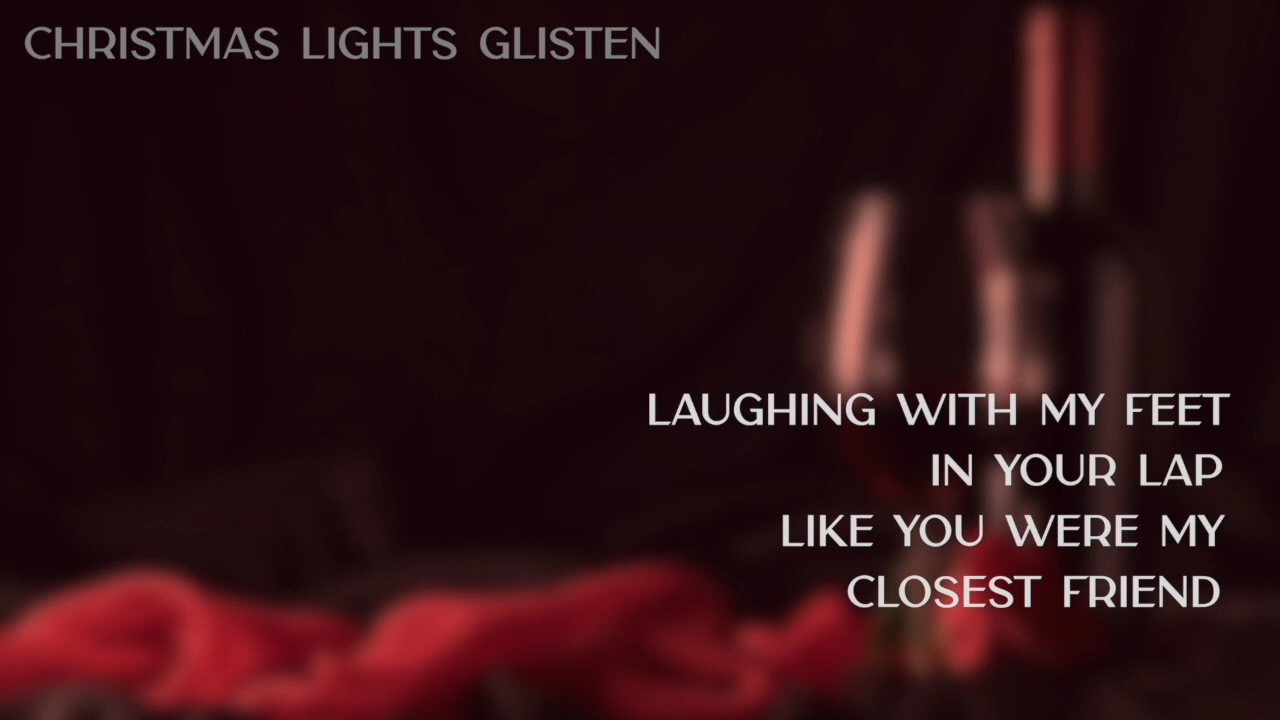 CHRISTMAS LIGHTS GLISTEN
LAUGHING WITH MY FEET
IN YOUR LAP
LIKE YOU WERE MY
CLOSEST FRIEND